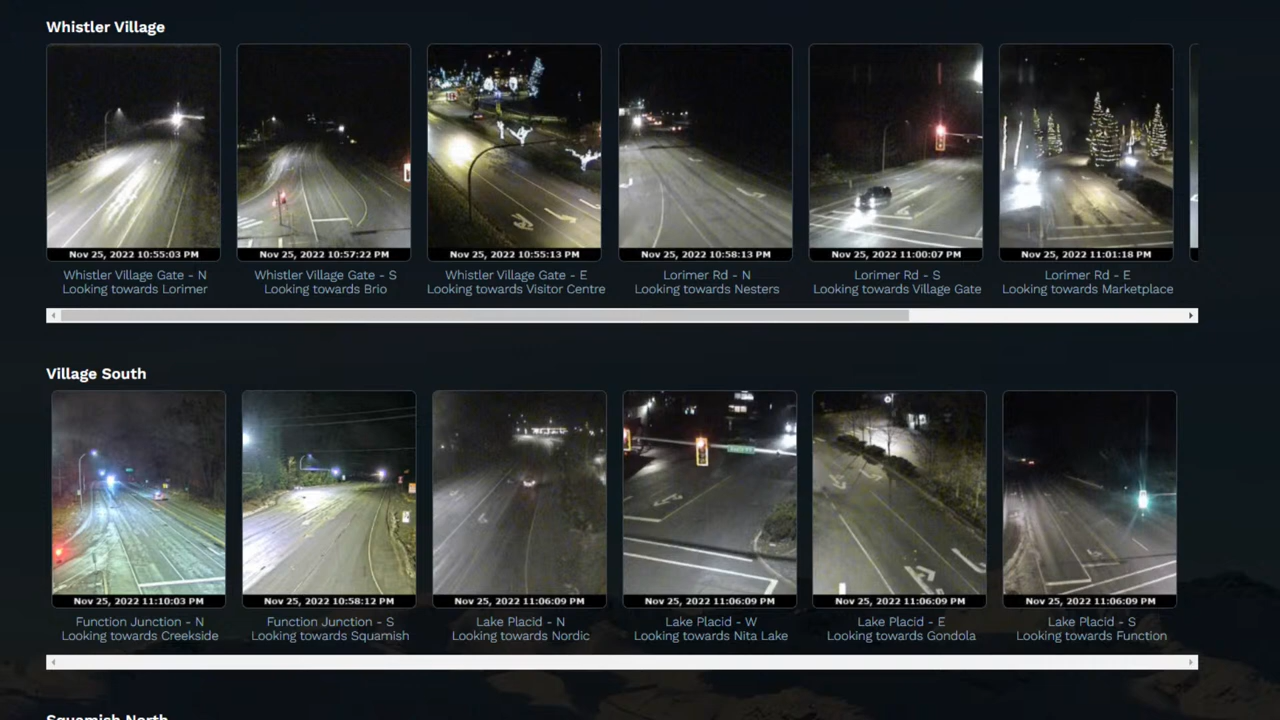 Whistler Village
Nov 25, 2022 10:55:03 PM
Nov 25, 2022 10:57:22 PM
Nov 25, 2022 10:55:13 PM
Nov 25, 2022 10:58:13 PM
Nov 25, 2022 11:00:07 PM
Nov 25, 2022 11:01:18 PM
Whistler Village Gate - N
Looking towards Lorimer
Whistler Village Gate - S
Looking towards Brio
Whistler Village Gate - E
Looking towards Visitor Centre
Lorimer Rd - N
Looking towards Nesters
Lorimer Rd - S
Looking towards Village Gate
Lorimer Rd - E
Looking towards Marketplace
Village South
Nov 25, 2022 11:10:03 PM
Nov 25, 2022 10:58:12 PM
Nov 25, 2022 11:06:09 PM
Nov 25, 2022 11:06:09 PM
Nov 25, 2022 11:06:09 PM
Nov 25, 2022 11:06:09 PM
Function Junction - N
Looking towards Creekside
Function Junction - S
Looking towards Squamish
Lake Placid - N
Looking towards Nordic
Lake Placid - W
Looking towards Nita Lake
Lake Placid - E
Looking towards Gondola
Lake Placid - S
Looking towards Function
Squamish North